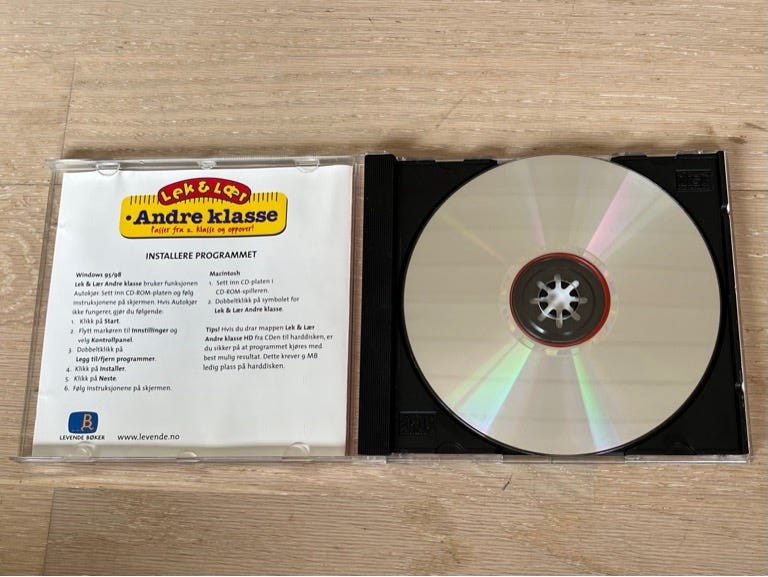 Lek & Lær
•Andre klasse
Passer fra 2. klasse og oppover!
INSTALLERE PROGRAMMET
Windows 95/98
Lek & Lær Andre klasse bruker funksjonen
Autokjør. Sett inn CD-ROM-platen og følg
instruksjonene på skjermen. Hvis Autokjør
ikke fungerer, gjør du følgende:
1. Klikk på Start.
2. Flytt markøren til Innstillinger og
velg Kontrollpanel.
3. Dobbeltklikk på
Legg til/fjern programmer.
4. Klikk på Installer.
5. Klikk på Neste.
6. Følg instruksjonene på skjermen.
Macintosh
1. Sett inn CD-platen i
CD-ROM-spilleren.
2. Dobbeltklikk på symbolet for
Lek & Lær Andre klasse.
Tips! Hvis du drar mappen Lek & Lær
Andre klasse HD fra CDen til harddisken, er
du sikker på at programmet kjøres med
best mulig resultat. Dette krever 9 MB
ledig plass på harddisken.
LEVENDE BØKER
www.levende.no